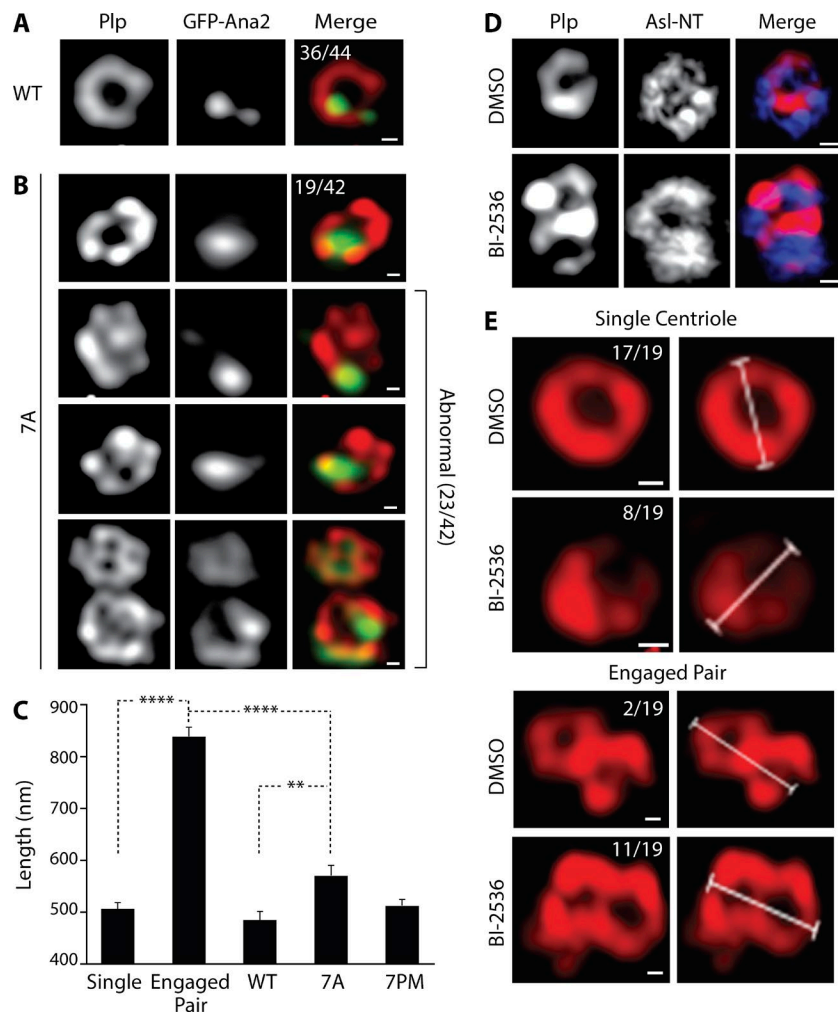 A
Plp GFP-Ana2 Merge
WT
36/44
B
7A
19/42
Abnormal (23/42)
C
Length (nm)
900
800
700
600
500
400
****
****
**
Single Engaged Pair WT 7A 7PM
D
Plp Asl-NT Merge
DMSO
BI-2536
E
Single Centriole
DMSO
17/19
BI-2536
8/19
Engaged Pair
DMSO
2/19
BI-2536
11/19